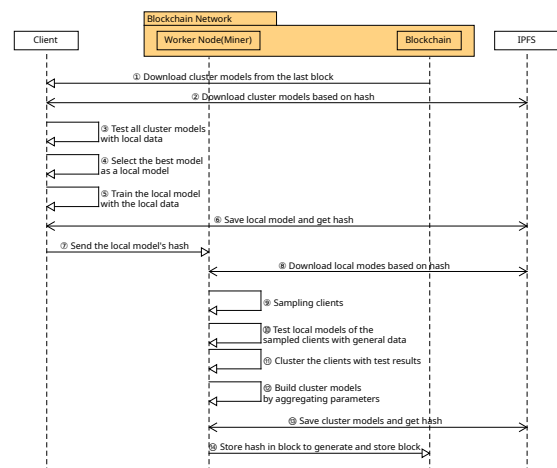 Blockchain Network
Client
Worker Node(Miner)
Blockchain
IPFS
① Download cluster models from the last block
② Download cluster models based on hash
③ Test all cluster models
with local data
④ Select the best model
as a local model
⑤ Train the local model
with the local data
⑥ Save local model and get hash
⑦ Send the local model's hash
⑧ Download local modes based on hash
⑨ Sampling clients
⑩ Test local models of the
sampled clients with general data
⑪ Cluster the clients with test results
⑫ Build cluster models
by aggregating parameters
⑬ Save cluster models and get hash
⑭ Store hash in block to generate and store block